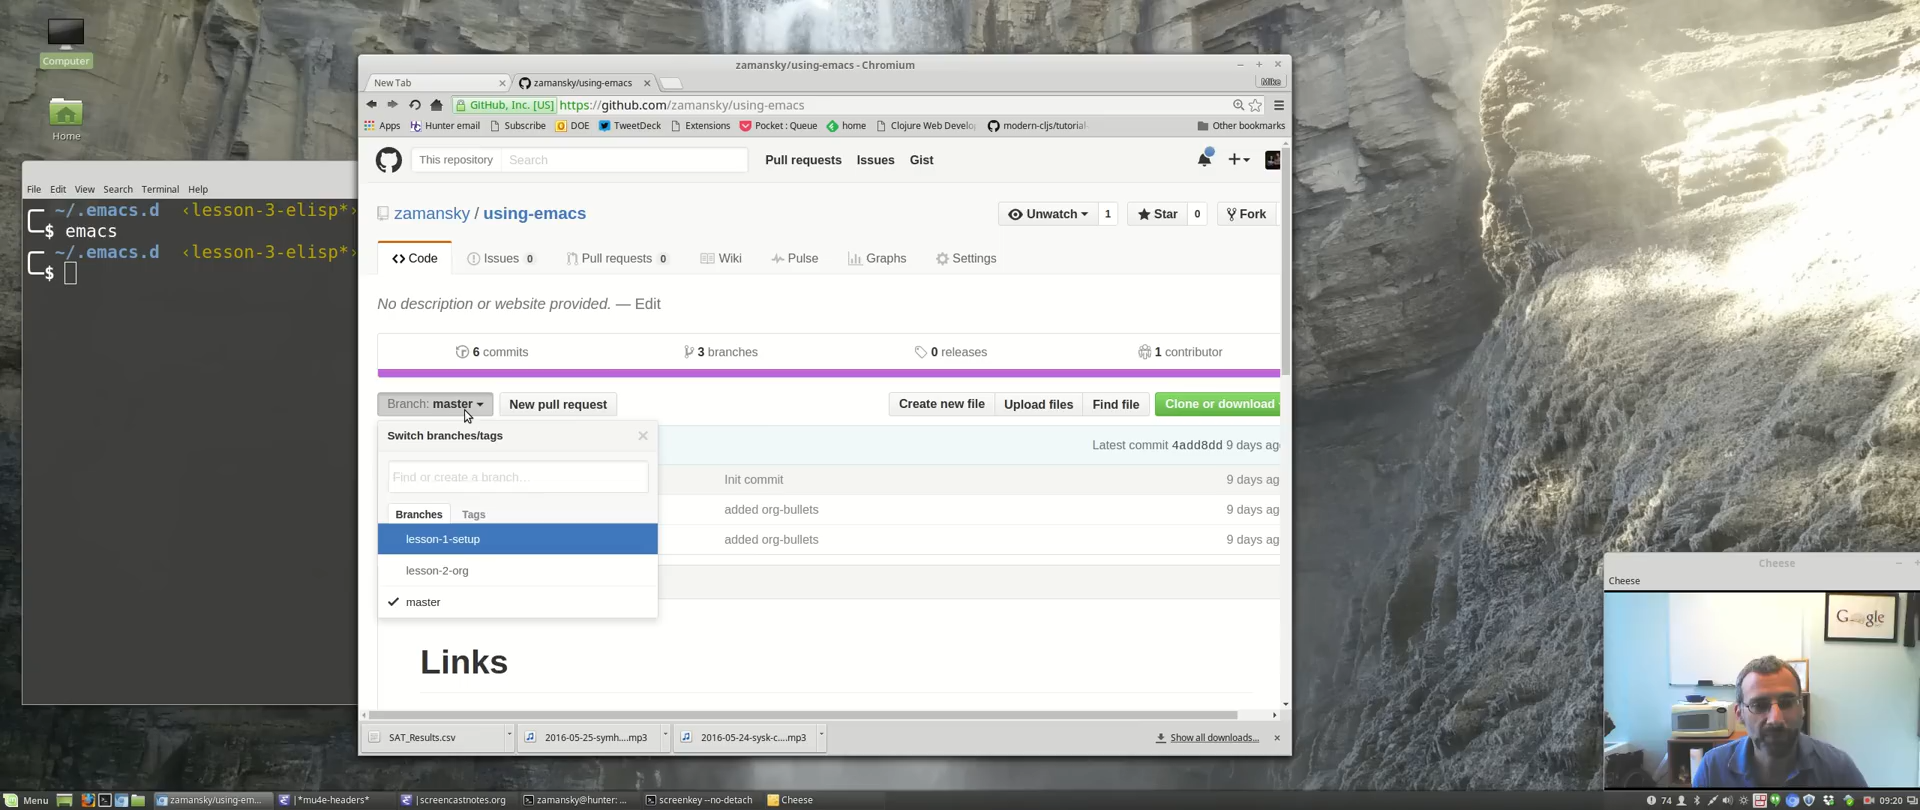 Computer
Home
File Edit View Search Terminal Help
~/.emacs.d ‹lesson-3-elisp*›
$ emacs
~/.emacs.d ‹lesson-3-elisp*›
$
zamansky/using-emacs - Chromium
New Tab
zamansky/using-emacs
GitHub, Inc. [US] https://github.com/zamansky/using-emacs
Apps Hunter email Subscribe DOE TweetDeck Extensions Pocket : Queue home Clojure Web Develo modern-cljs/tutorial- Other bookmarks
This repository Search Pull requests Issues Gist
zamansky / using-emacs
Unwatch 1 Star 0 Fork
Code Issues 0 Pull requests 0 Wiki Pulse Graphs Settings
No description or website provided. — Edit
6 commits 3 branches 0 releases 1 contributor
Branch: master New pull request Create new file Upload files Find file Clone or download
Switch branches/tags
Latest commit 4add8dd 9 days ag
Find or create a branch…
Init commit 9 days ag
Branches Tags
added org-bullets 9 days ag
lesson-1-setup
added org-bullets 9 days ag
lesson-2-org
master
Links
SAT_Results.csv 2016-05-25-symh....mp3 2016-05-24-sysk-c....mp3 Show all downloads...
Cheese
Cheese
Google
Menu zamansky/using-em... |*mu4e-headers* |screencastnotes.org zamansky@hunter: ... screenkey --no-detach Cheese 74 09:20